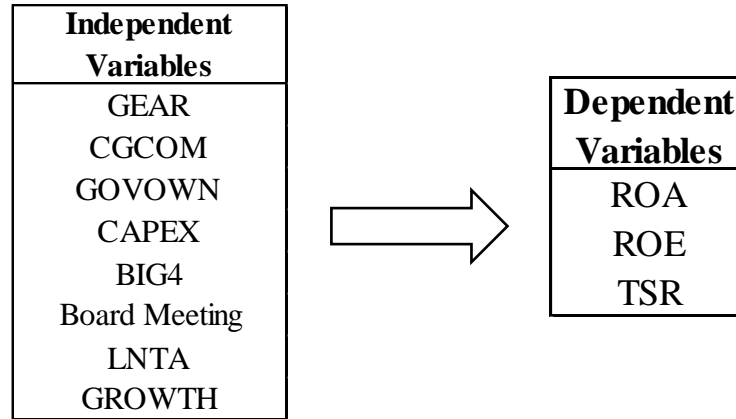 Independent
Variables
GEAR
CGCOM
GOVOWN
CAPEX
BIG4
Board Meeting
LNTA
GROWTH
Dependent
Variables
ROA
ROE
TSR